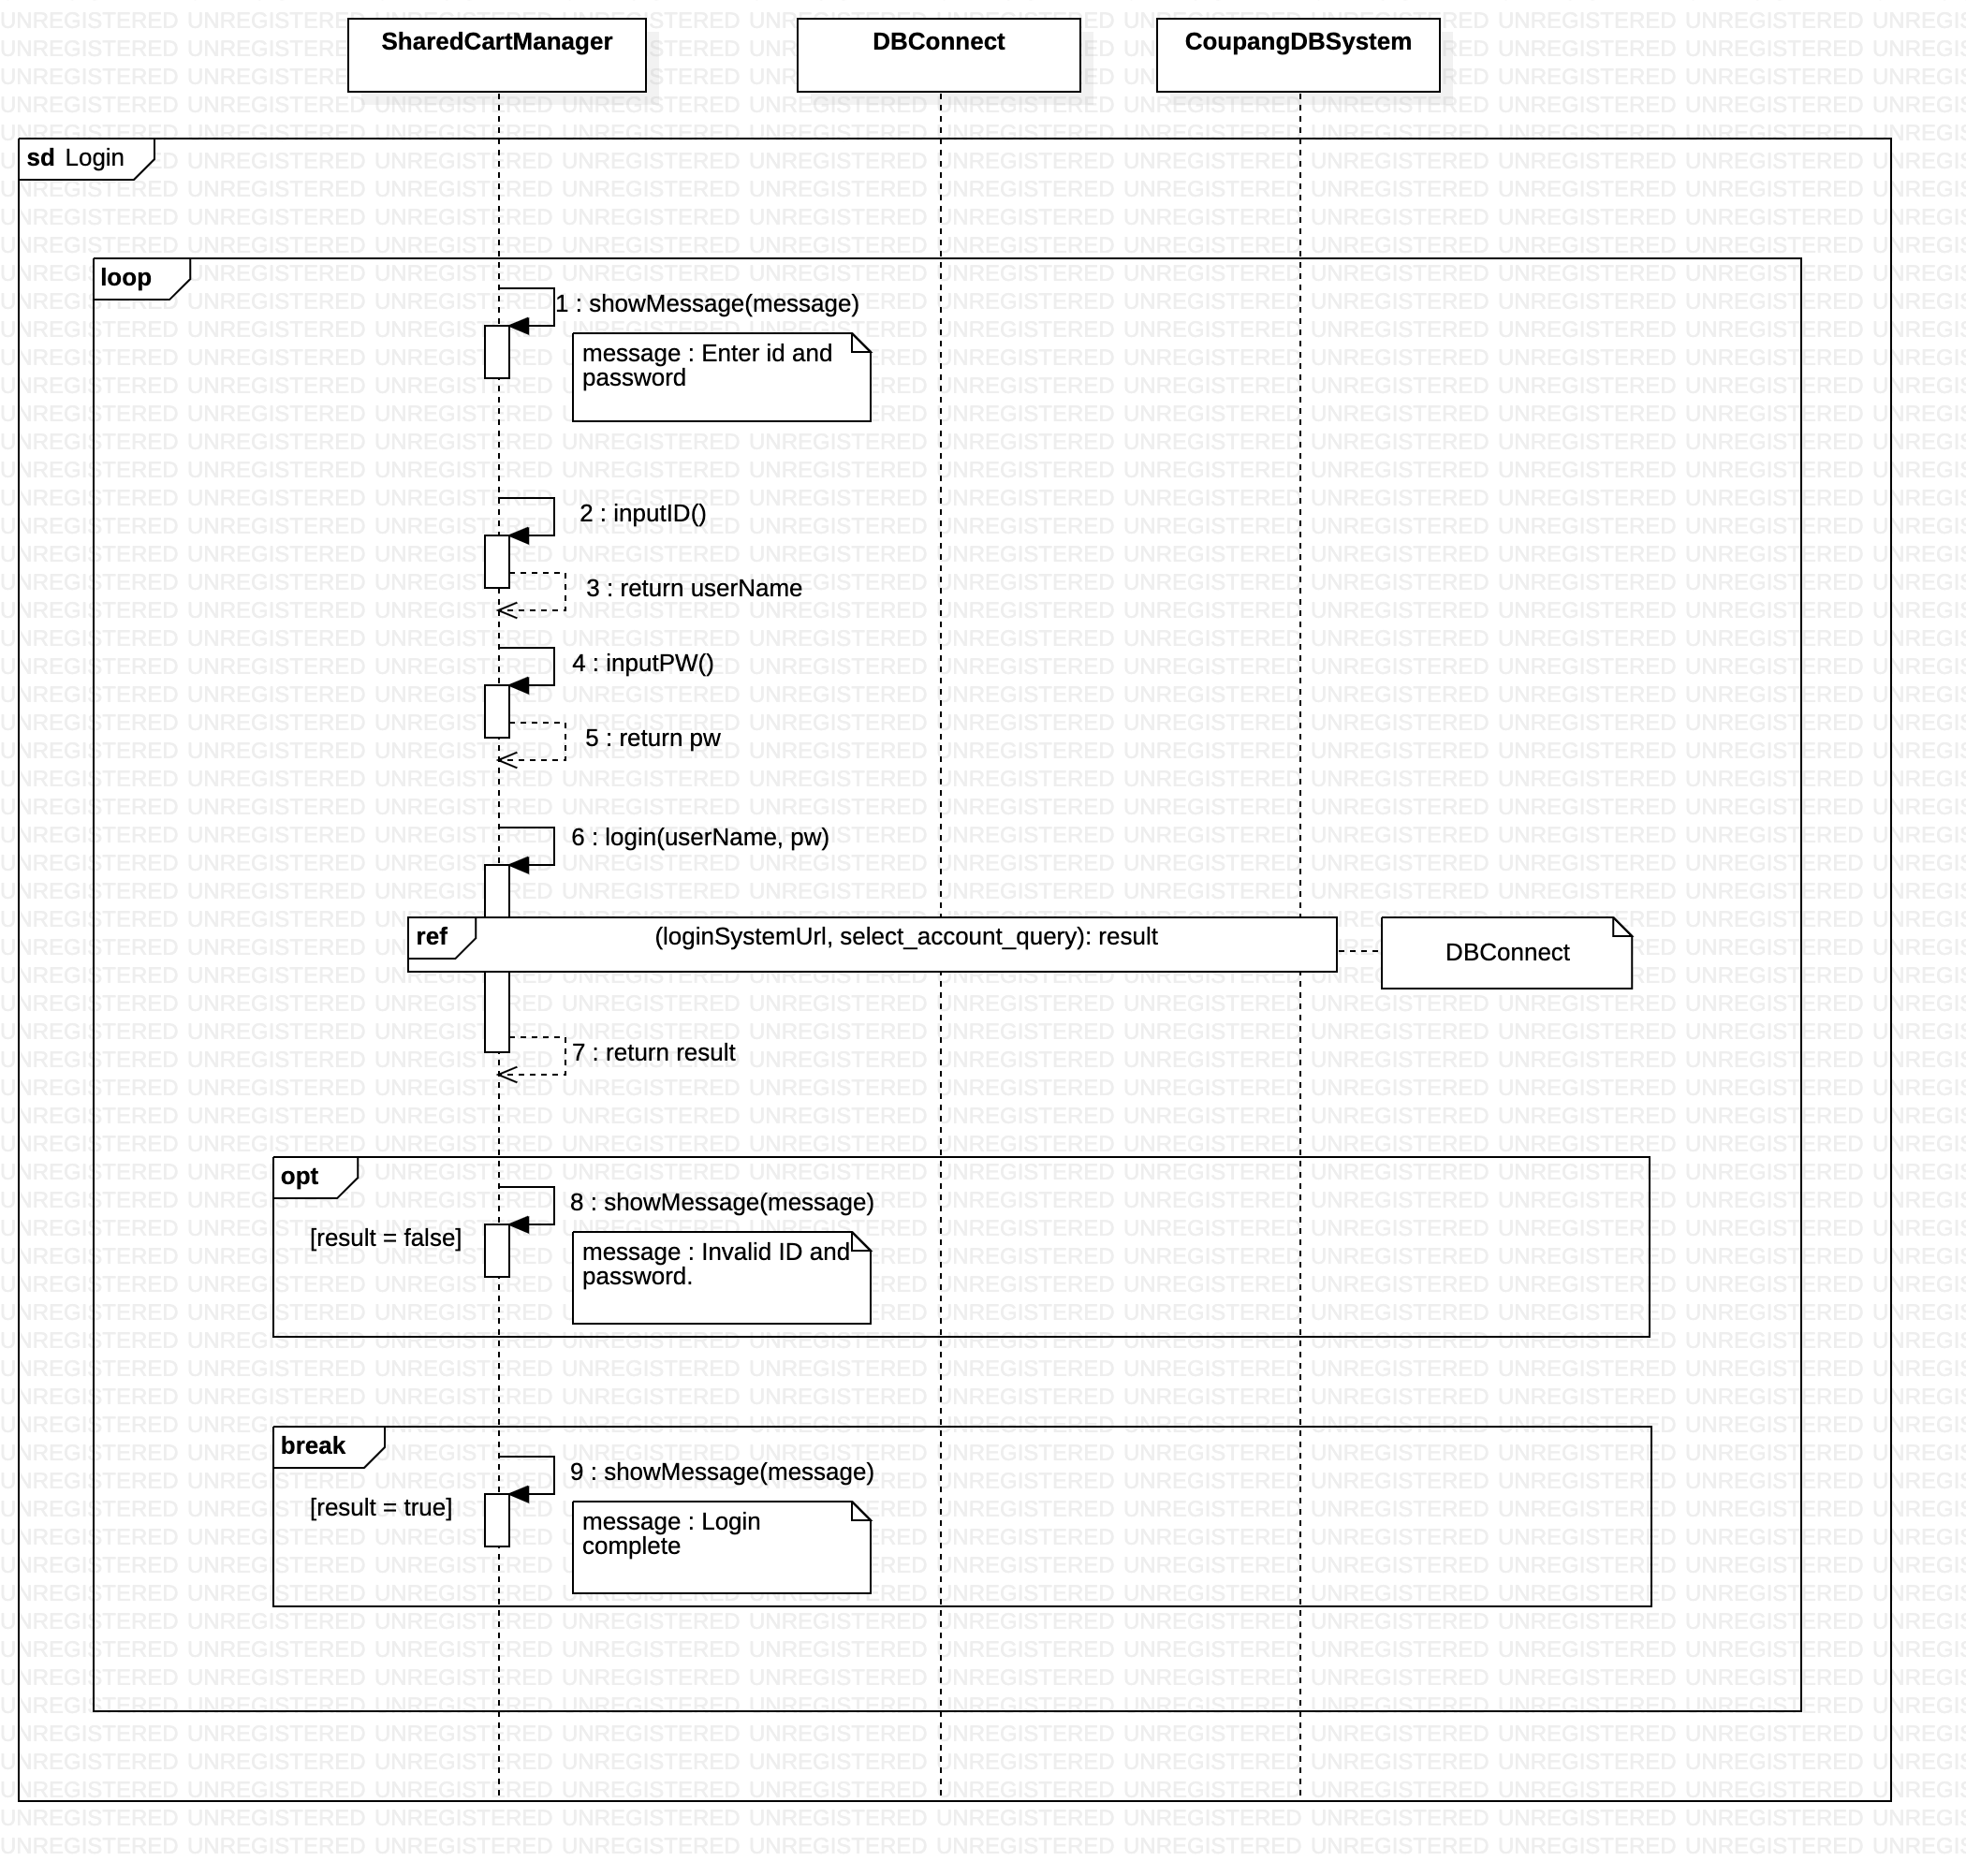 SharedCartManager
DBConnect
CoupangDBSystem
sd Login
loop
1 : showMessage(message)
message : Enter id and
password
2 : inputID()
3 : return userName
4 : inputPW()
5 : return pw
6 : login(userName, pw)
ref
(loginSystemUrl, select_account_query): result
DBConnect
7 : return result
opt
8 : showMessage(message)
[result = false]
message : Invalid ID and
password.
break
9 : showMessage(message)
[result = true]
message : Login
complete
UNREGISTERED